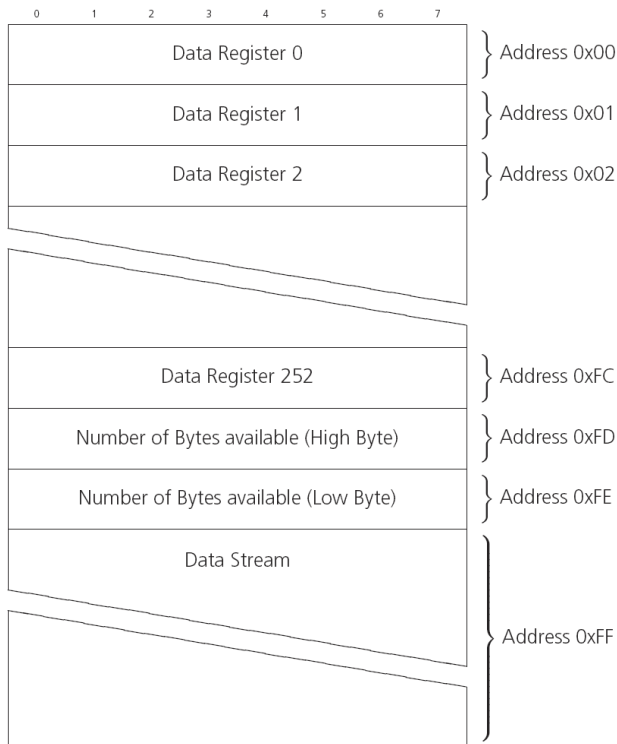 0 1 2 3 4 5 6 7
Data Register 0 Address 0x00
Data Register 1 Address 0x01
Data Register 2 Address 0x02
Data Register 252 Address 0xFC
Number of Bytes available (High Byte) Address 0xFD
Number of Bytes available (Low Byte) Address 0xFE
Data Stream
Address 0xFF